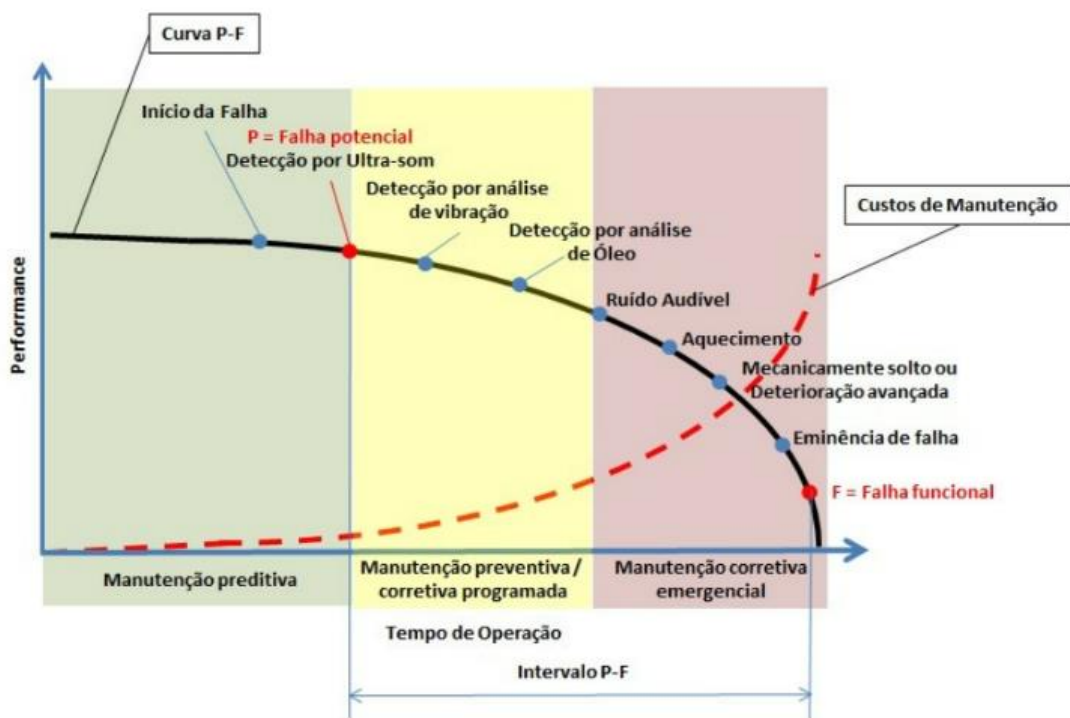 Curva P-F
Início da Falha
P = Falha potencial
Detecção por Ultra-som
Detecção por análise
de vibração
Detecção por análise
de Óleo
Custos de Manutenção
Ruído Audível
Aquecimento
Mecanicamente solto ou
Deterioração avançada
Eminência de falha
F = Falha funcional
Perforrmance
Manutenção preditiva
Manutenção preventiva /
corretiva programada
Manutenção corretiva
emergencial
Tempo de Operação
Intervalo P-F